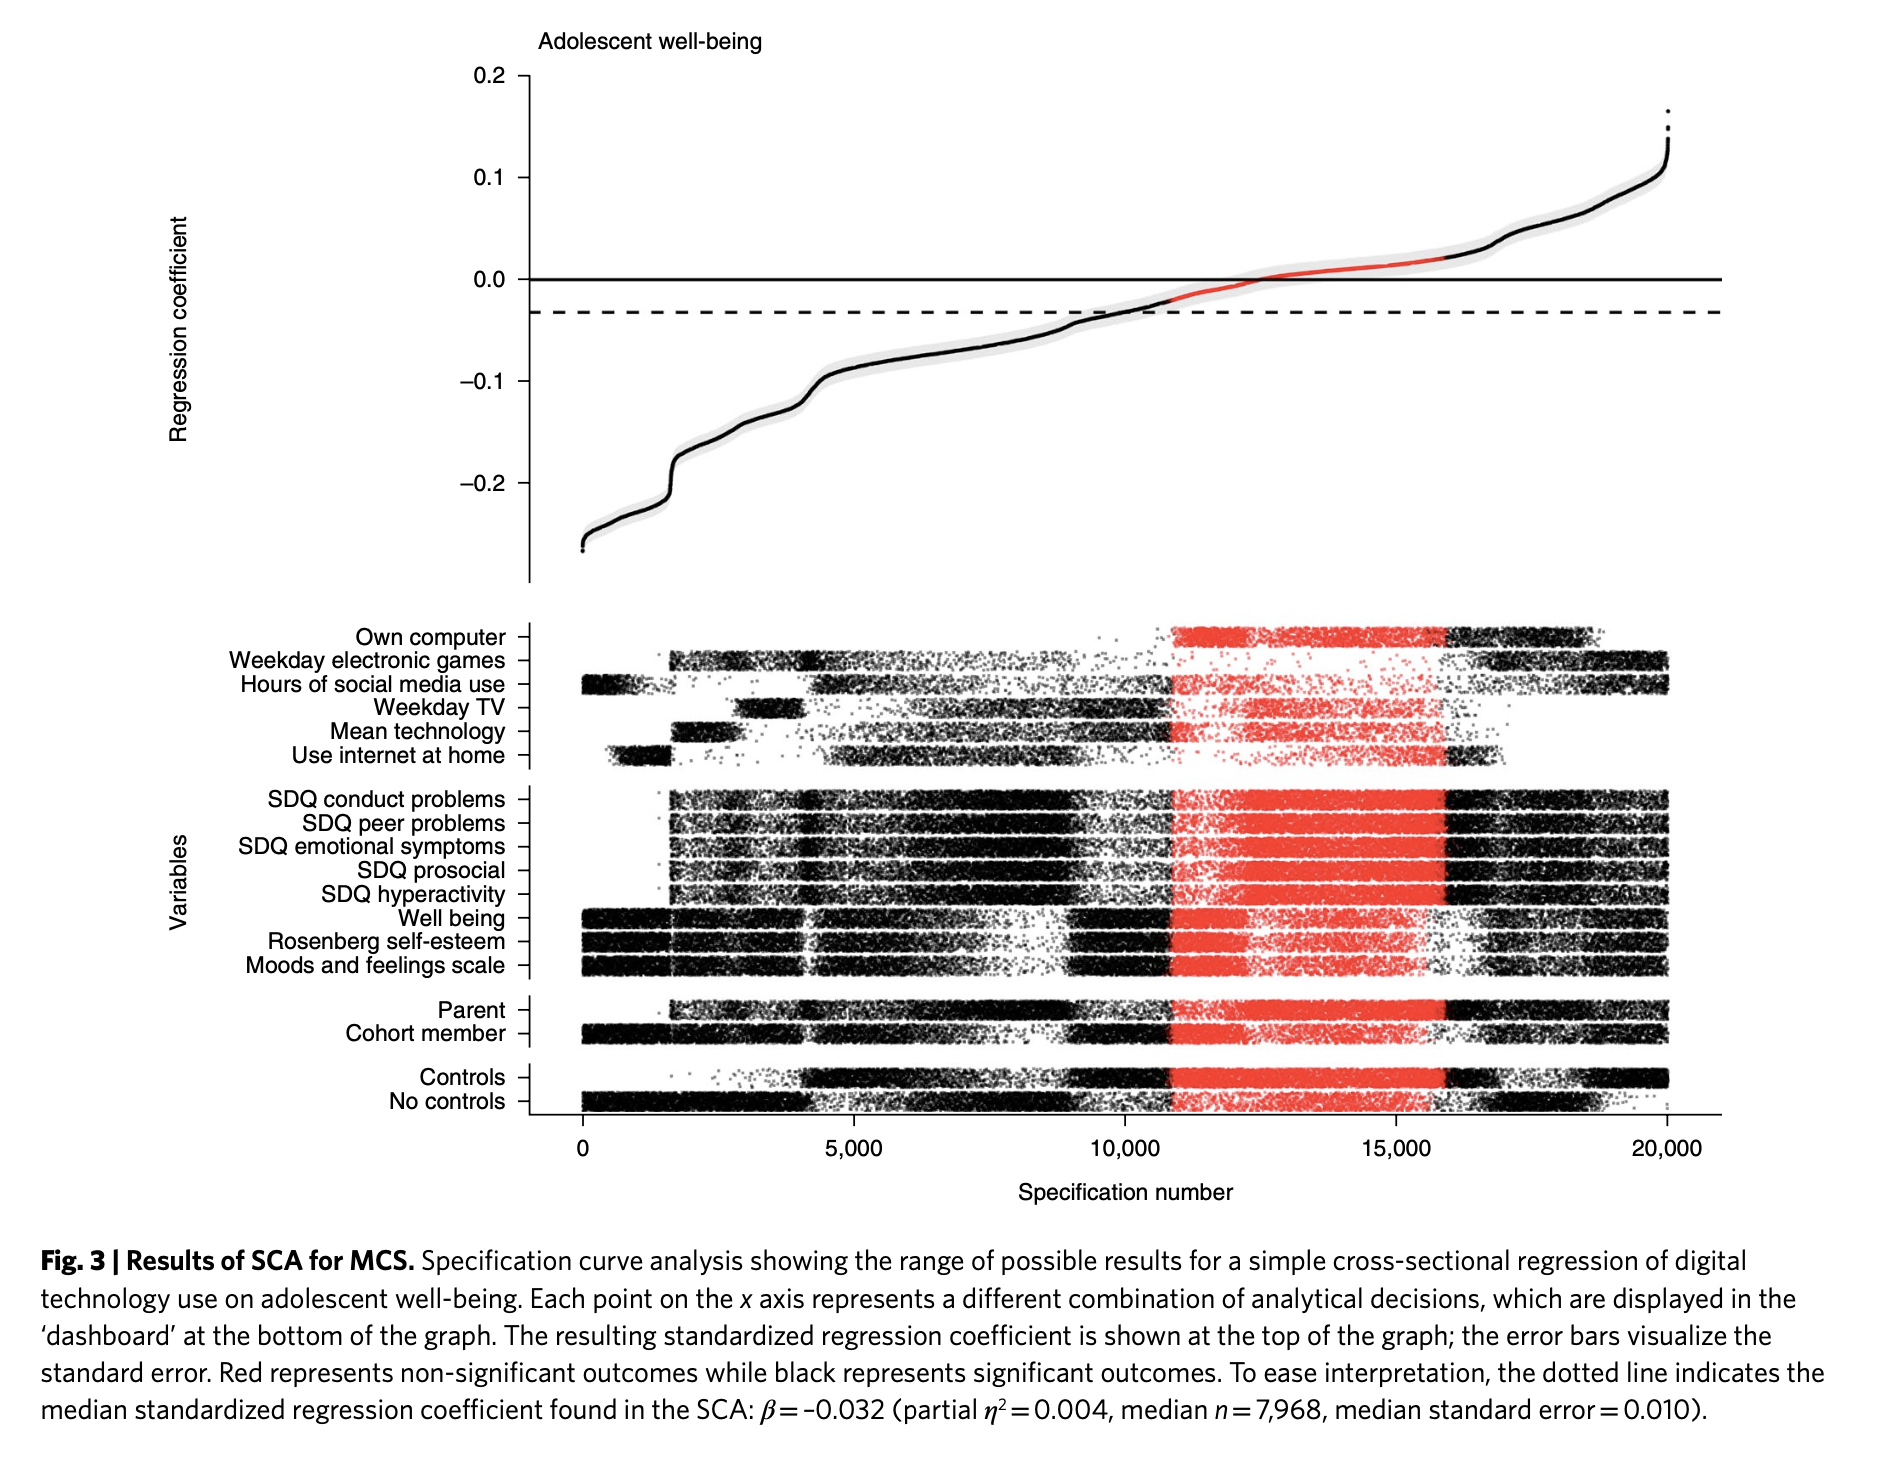 Adolescent well-being
0.2
0.1
0.0
–0.1
–0.2
Regression coefficient
Own computer
Weekday electronic games
Hours of social media use
Weekday TV
Mean technology
Use internet at home
SDQ conduct problems
SDQ peer problems
SDQ emotional symptoms
SDQ prosocial
SDQ hyperactivity
Well being
Rosenberg self-esteem
Moods and feelings scale
Parent
Cohort member
Controls
No controls
Variables
0 5,000 10,000 15,000 20,000
Specification number
Fig. 3 | Results of SCA for MCS. Specification curve analysis showing the range of possible results for a simple cross-sectional regression of digital
technology use on adolescent well-being. Each point on the x axis represents a different combination of analytical decisions, which are displayed in the
‘dashboard’ at the bottom of the graph. The resulting standardized regression coefficient is shown at the top of the graph; the error bars visualize the
standard error. Red represents non-significant outcomes while black represents significant outcomes. To ease interpretation, the dotted line indicates the
median standardized regression coefficient found in the SCA: β = –0.032 (partial η² = 0.004, median n = 7,968, median standard error = 0.010).